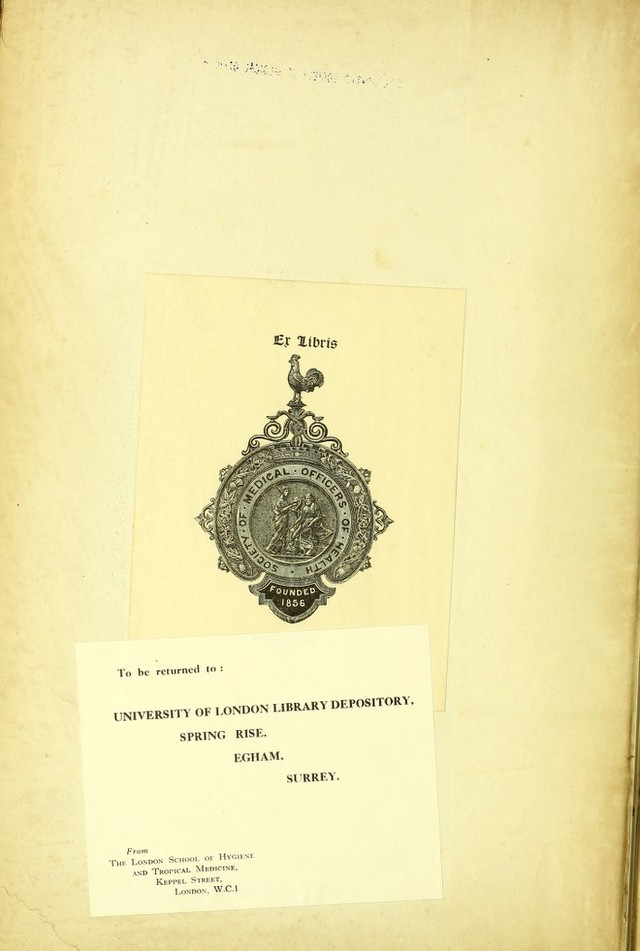 Ex Libris
SOCIETY · OF · MEDICAL · OFFICERS · OF · HEALTH
FOUNDED
1856
To be returned to :
UNIVERSITY OF LONDON LIBRARY DEPOSITORY,
SPRING RISE,
EGHAM,
SURREY.
From
The London School of Hygiene
and Tropical Medicine,
Keppel Street,
London, W.C.1